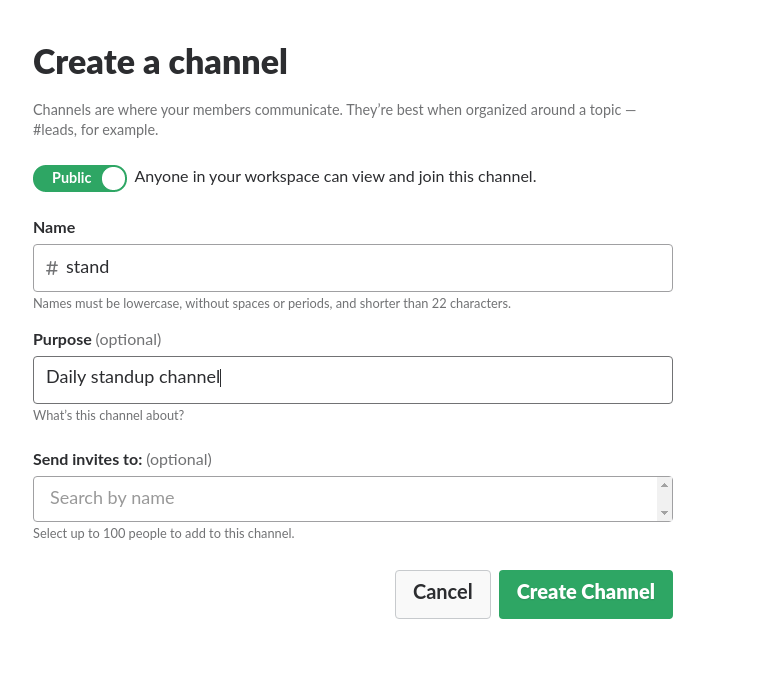 Create a channel
Channels are where your members communicate. They’re best when organized around a topic —
#leads, for example.
Public Anyone in your workspace can view and join this channel.
Name
# stand
Names must be lowercase, without spaces or periods, and shorter than 22 characters.
Purpose (optional)
Daily standup channel
What’s this channel about?
Send invites to: (optional)
Search by name
Select up to 100 people to add to this channel.
Cancel Create Channel